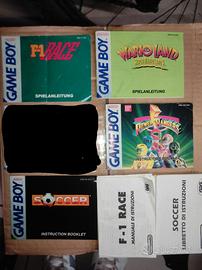 GAME BOY
F1 RACE
SPIELANLEITUNG
GAME BOY
WARIO LAND
SPIELANLEITUNG
GAME BOY
POWER RANGERS
GAME BOY
SOCCER
INSTRUCTION BOOKLET
F-1 RACE
MANUALE DI ISTRUZIONI
SOCCER
LIBRETTO DI ISTRUZIONI